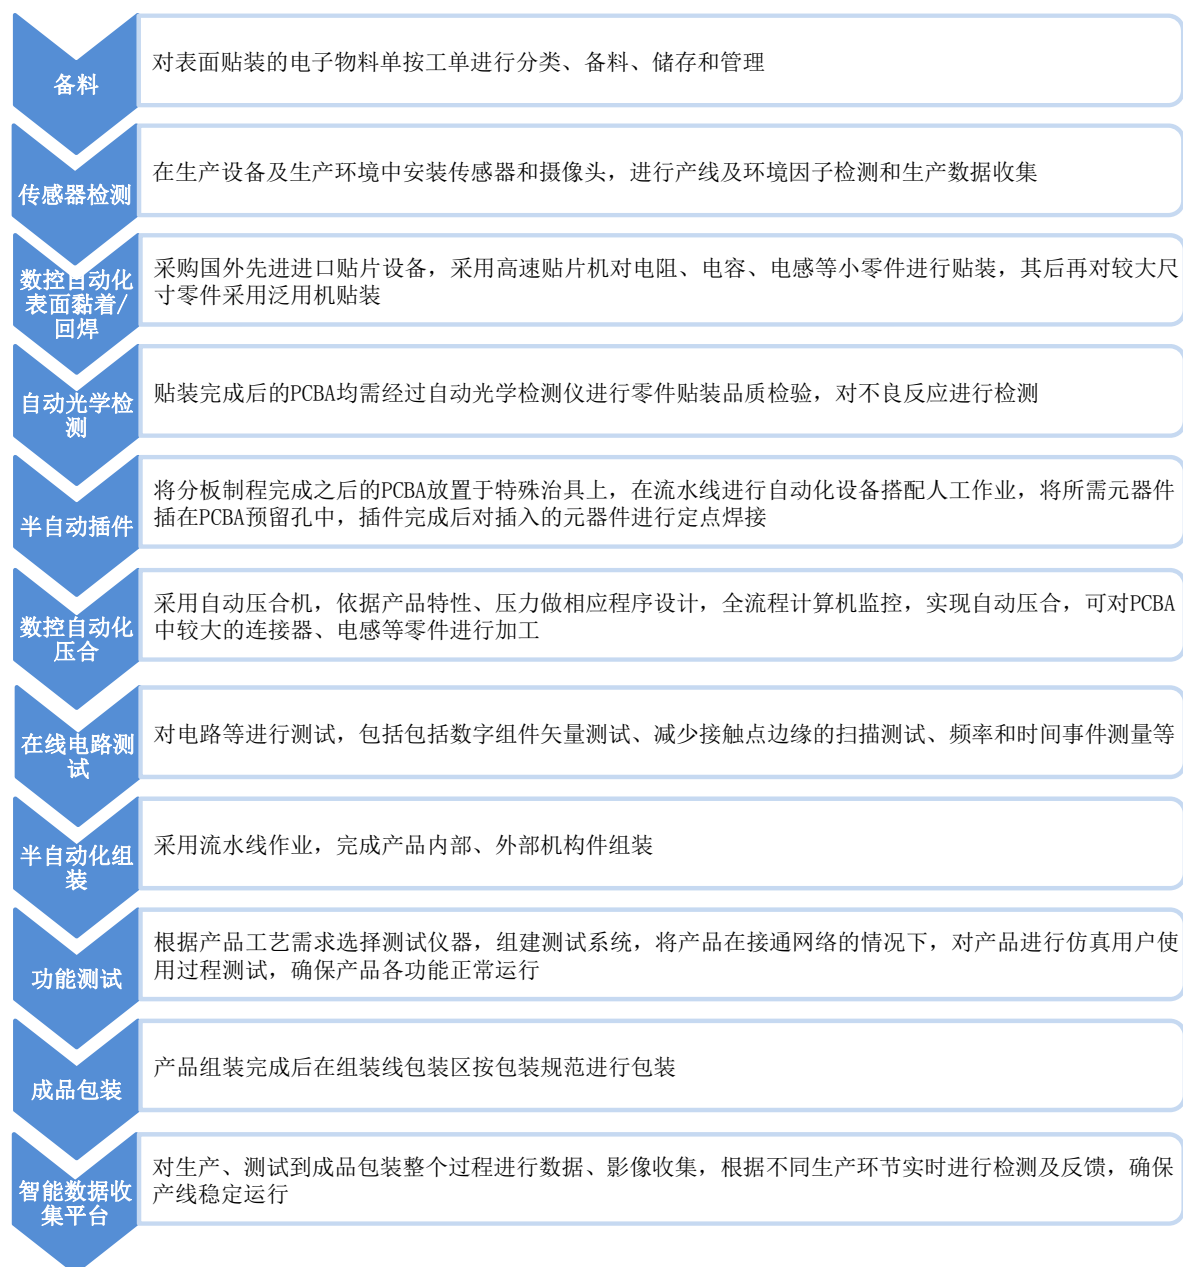 备料
对表面贴装的电子物料单按工单进行分类、备料、储存和管理
传感器检测
在生产设备及生产环境中安装传感器和摄像头，进行产线及环境因子检测和生产数据收集
数控自动化
表面黏着/
回焊
采购国外先进进口贴片设备，采用高速贴片机对电阻、电容、电感等小零件进行贴装，其后再对较大尺
寸零件采用泛用机贴装
自动光学检
测
贴装完成后的PCBA均需经过自动光学检测仪进行零件贴装品质检验，对不良反应进行检测
半自动插件
将分板制程完成之后的PCBA放置于特殊治具上，在流水线进行自动化设备搭配人工作业，将所需元器件
插在PCBA预留孔中，插件完成后对插入的元器件进行定点焊接
数控自动化
压合
采用自动压合机，依据产品特性、压力做相应程序设计，全流程计算机监控，实现自动压合，可对PCBA
中较大的连接器、电感等零件进行加工
在线电路测
试
对电路等进行测试，包括包括数字组件矢量测试、减少接触点边缘的扫描测试、频率和时间事件测量等
半自动化组
装
采用流水线作业，完成产品内部、外部机构件组装
功能测试
根据产品工艺需求选择测试仪器，组建测试系统，将产品在接通网络的情况下，对产品进行仿真用户使
用过程测试，确保产品各功能正常运行
成品包装
产品组装完成后在组装线包装区按包装规范进行包装
智能数据收
集平台
对生产、测试到成品包装整个过程进行数据、影像收集，根据不同生产环节实时进行检测及反馈，确保
产线稳定运行